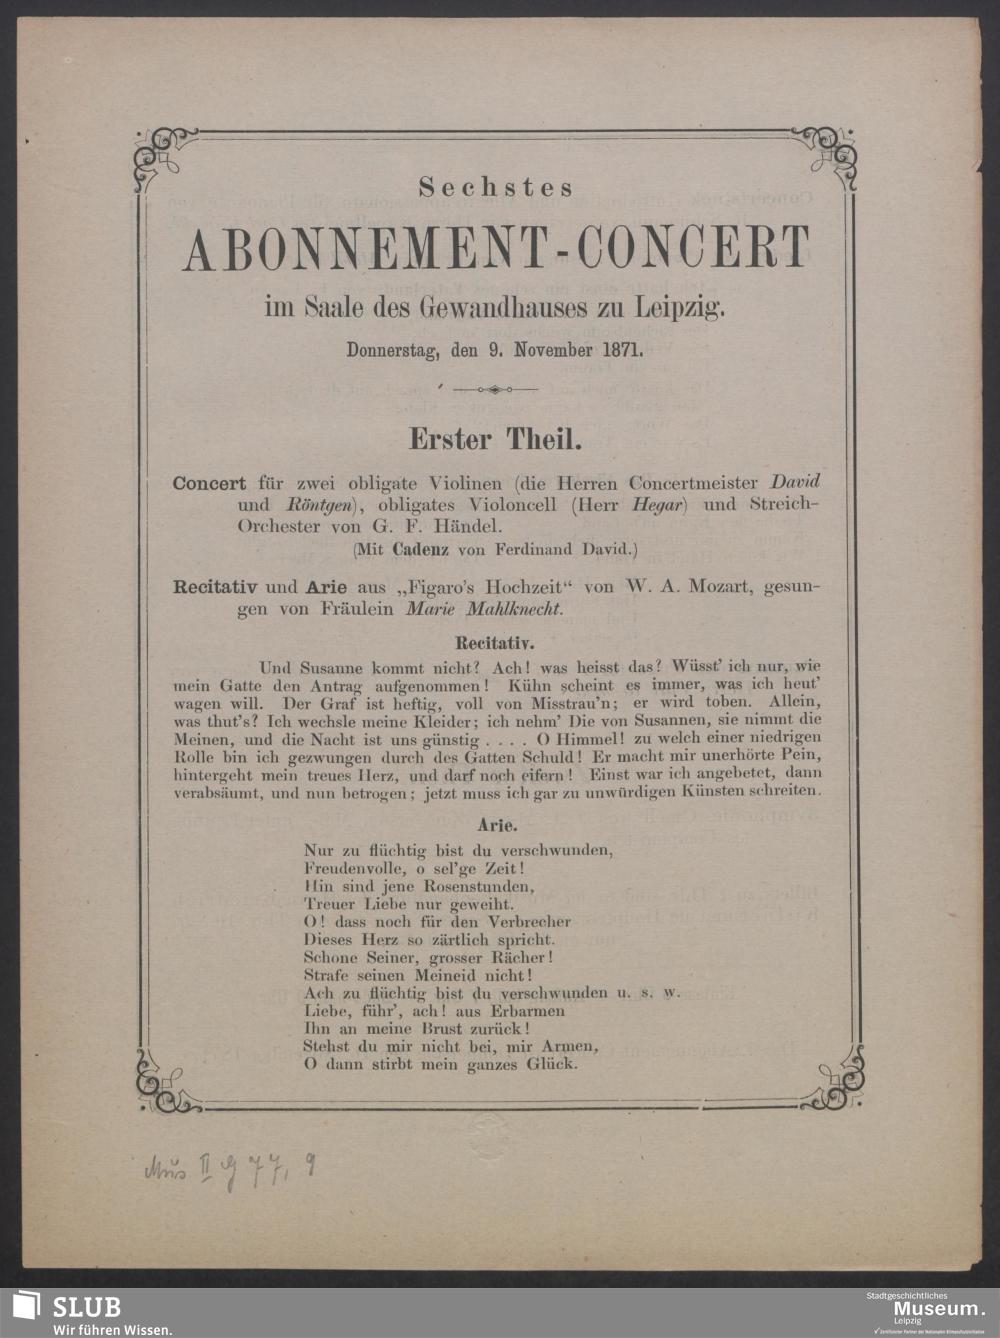 Sechstes
ABONNEMENT-CONCERT
im Saale des Gewandhauses zu Leipzig.
Donnerstag, den 9. November 1871.
Erster Theil.
Concert für zwei obligate Violinen (die Herren Concertmeister David
und Röntgen), obligates Violoncell (Herr Hegar) und Streich-
Orchester von G. F. Händel.
(Mit Cadenz von Ferdinand David.)
Recitativ und Arie aus „Figaro's Hochzeit“ von W. A. Mozart, gesun-
gen von Fräulein Marie Mahlknecht.
Recitativ.
Und Susanne kommt nicht? Ach! was heisst das? Wüsst' ich nur, wie
mein Gatte den Antrag aufgenommen! Kühn scheint es immer, was ich heut'
wagen will. Der Graf ist heftig, voll von Misstrau'n; er wird toben. Allein,
was thut's? Ich wechsle meine Kleider; ich nehm' Die von Susannen, sie nimmt die
Meinen, und die Nacht ist uns günstig . . . . O Himmel! zu welch einer niedrigen
Rolle bin ich gezwungen durch des Gatten Schuld! Er macht mir unerhörte Pein,
hintergeht mein treues Herz, und darf noch eifern! Einst war ich angebetet, dann
verabsäumt, und nun betrogen; jetzt muss ich gar zu unwürdigen Künsten schreiten.
Arie.
Nur zu flüchtig bist du verschwunden,
Freudenvolle, o sel'ge Zeit!
Hin sind jene Rosenstunden,
Treuer Liebe nur geweiht.
O! dass noch für den Verbrecher
Dieses Herz so zärtlich spricht.
Schone Seiner, grosser Rächer!
Strafe seinen Meineid nicht!
Ach zu flüchtig bist du verschwunden u. s. w.
Liebe, führ', ach! aus Erbarmen
Ihn an meine Brust zurück!
Stehst du mir nicht bei, mir Armen,
O dann stirbt mein ganzes Glück.
Mus II g 77, 9
SLUB
Wir führen Wissen.
Stadtgeschichtliches
Museum.
Leipzig
Zertifizierter Partner der Nationalen Klimaschutzinitiative